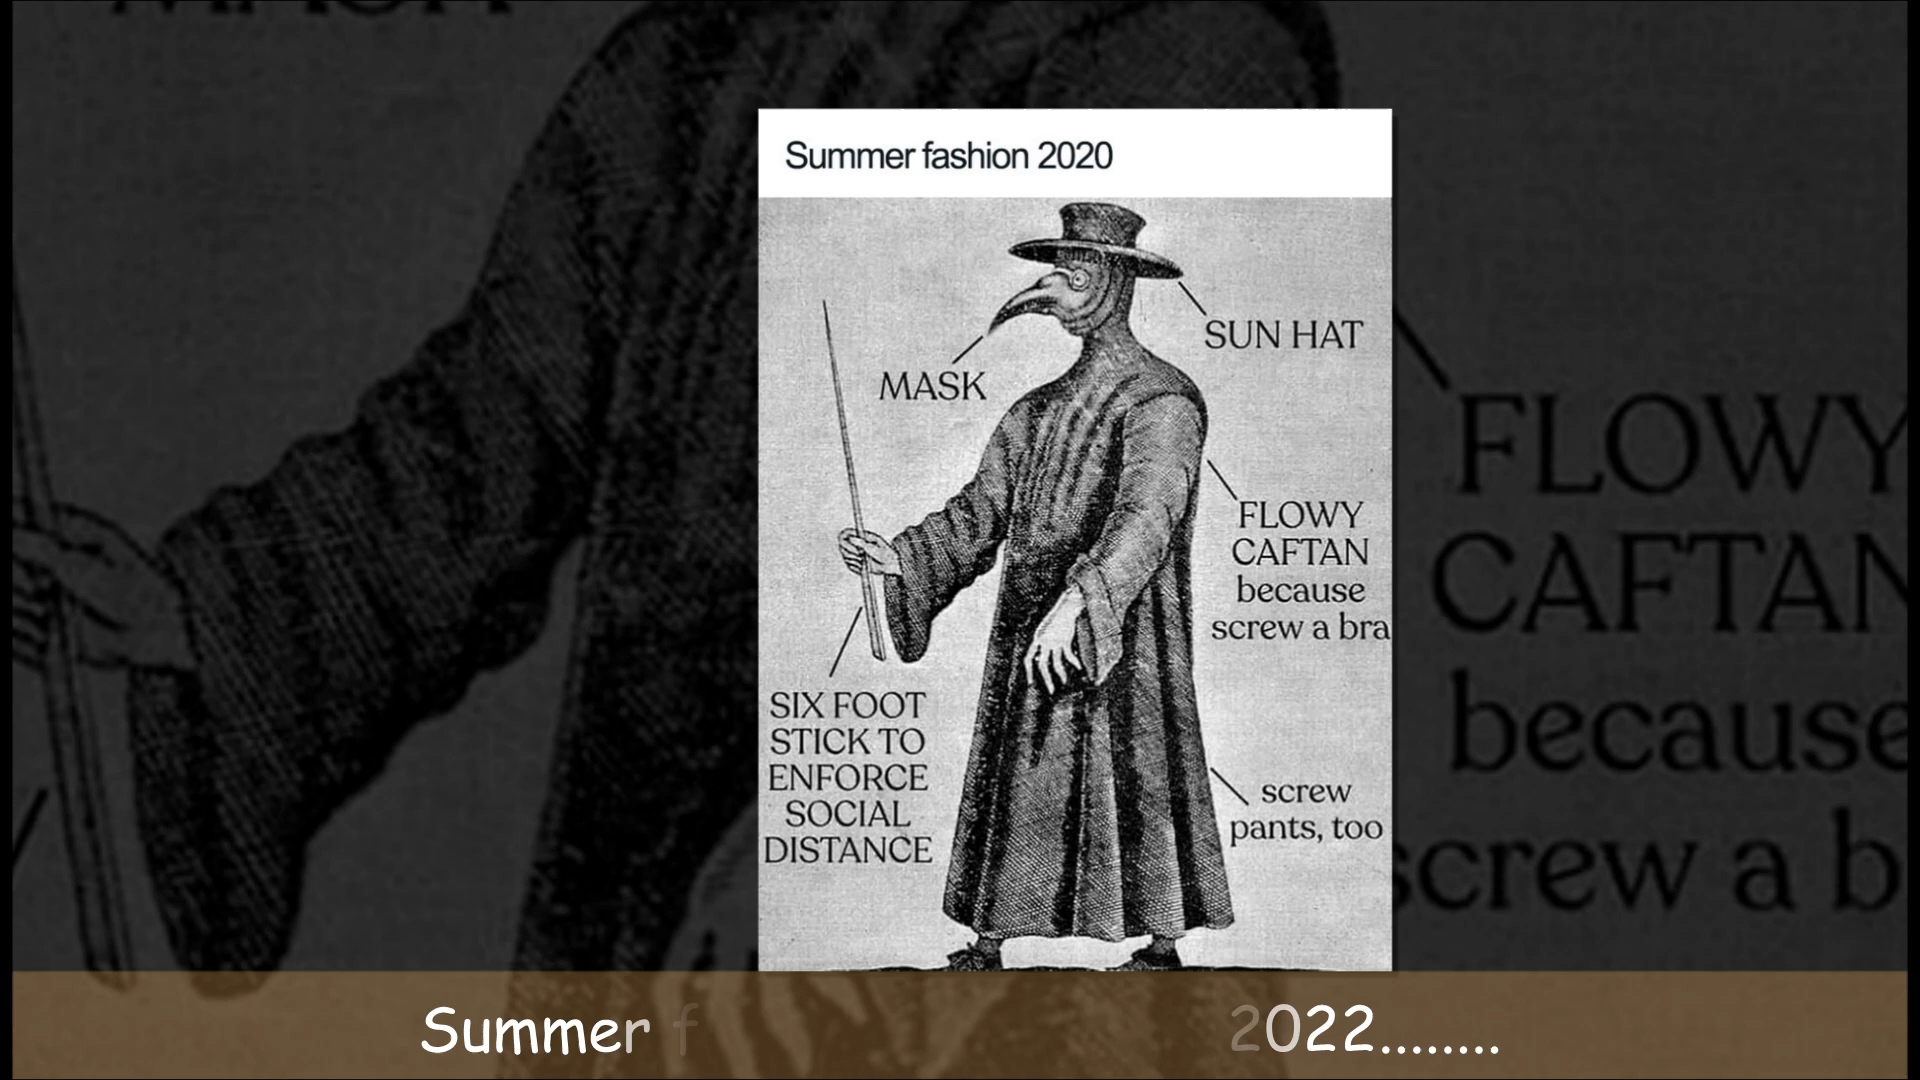 Summer fashion 2020
SUN HAT
MASK
FLOWY
CAFTAN
because
screw a bra
SIX FOOT
STICK TO
ENFORCE
SOCIAL
DISTANCE
screw
pants, too
FLOWY
CAFTAN
because
screw a b
Summer f 2022........